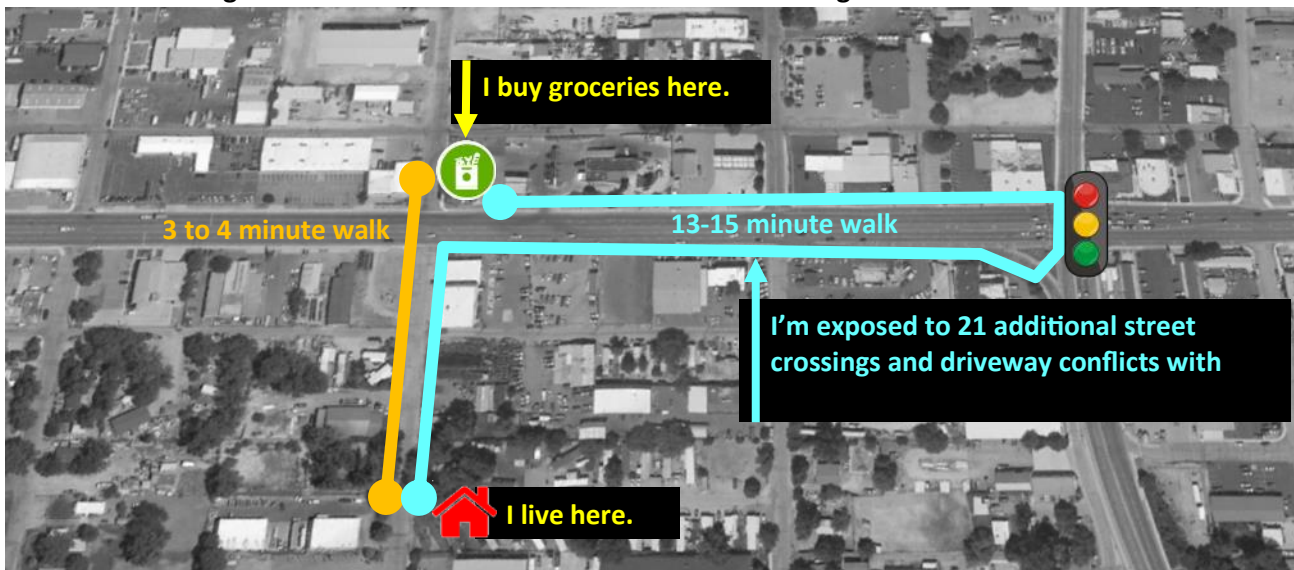 I buy groceries here.
3 to 4 minute walk
13-15 minute walk
I'm exposed to 21 additional street
crossings and driveway conflicts with
I live here.